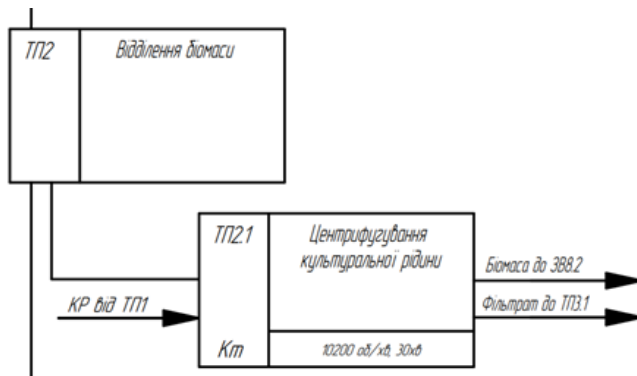 ТП2
Відділення біомаси
ТП2.1
Центрифугування
культуральної рідини
Біомаса до ЗВ8.2
КР від ТП1
Фільтрат до ТП3.1
Кт
10200 об/хв, 30хв